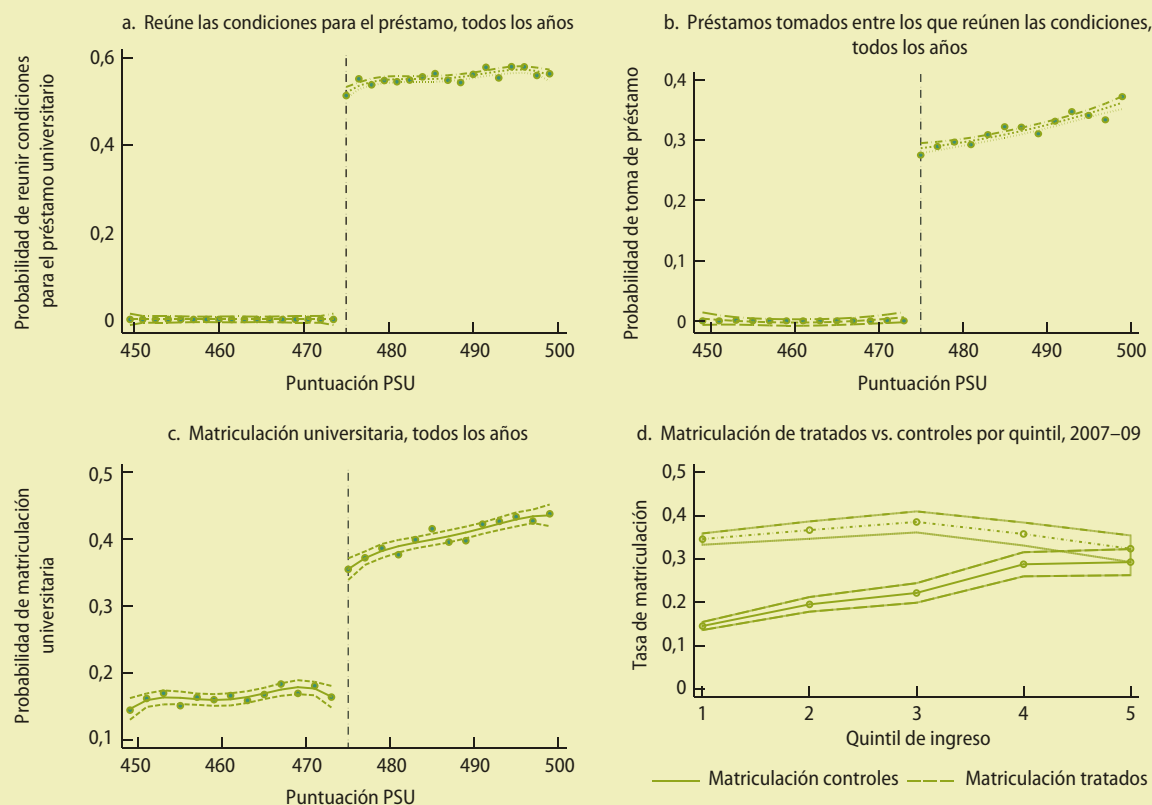 a. Reúne las condiciones para el préstamo, todos los años
Probabilidad de reunir condiciones
para el préstamo universitario
0,6
0,4
0,2
0
450 460 470 480 490 500
Puntuación PSU
b. Préstamos tomados entre los que reúnen las condiciones,
todos los años
Probabilidad de toma de préstamo
0,4
0,3
0,2
0,1
0
450 460 470 480 490 500
Puntuación PSU
c. Matriculación universitaria, todos los años
Probabilidad de matriculación
universitaria
0,5
0,4
0,3
0,2
0,1
450 460 470 480 490 500
Puntuación PSU
d. Matriculación de tratados vs. controles por quintil, 2007–09
Tasa de matriculación
0,5
0,4
0,3
0,2
0,1
0
1 2 3 4 5
Quintil de ingreso
Matriculación controles Matriculación tratados